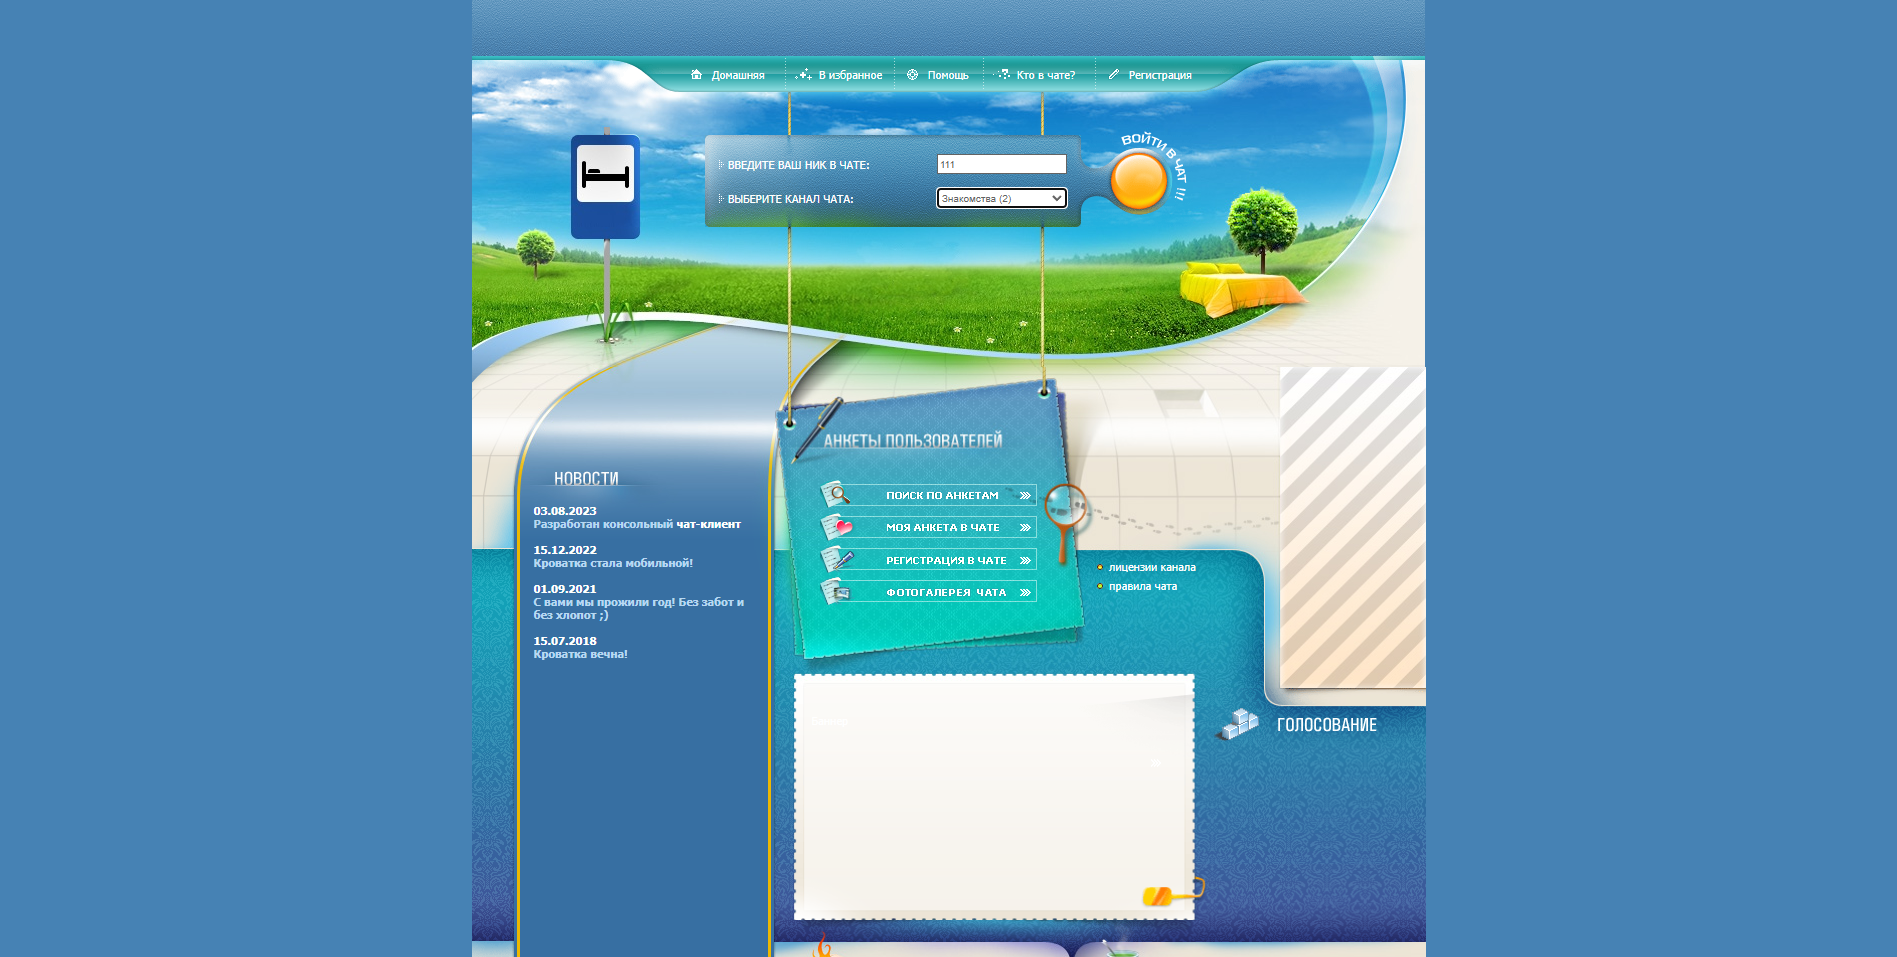 Домашняя
В избранное
Помощь
Кто в чате?
Регистрация
ВВЕДИТЕ ВАШ НИК В ЧАТЕ:
111
ВОЙТИ В ЧАТ !!!
ВЫБЕРИТЕ КАНАЛ ЧАТА:
Знакомства (2)
АНКЕТЫ ПОЛЬЗОВАТЕЛЕЙ
ПОИСК ПО АНКЕТАМ
МОЯ АНКЕТА В ЧАТЕ
РЕГИСТРАЦИЯ В ЧАТЕ
ФОТОГАЛЕРЕЯ ЧАТА
НОВОСТИ
03.08.2023
Разработан консольный чат-клиент
15.12.2022
Кроватка стала мобильной!
01.09.2021
С вами мы прожили год! Без забот и
без хлопот ;)
15.07.2018
Кроватка вечна!
лицензии канала
правила чата
ГОЛОСОВАНИЕ